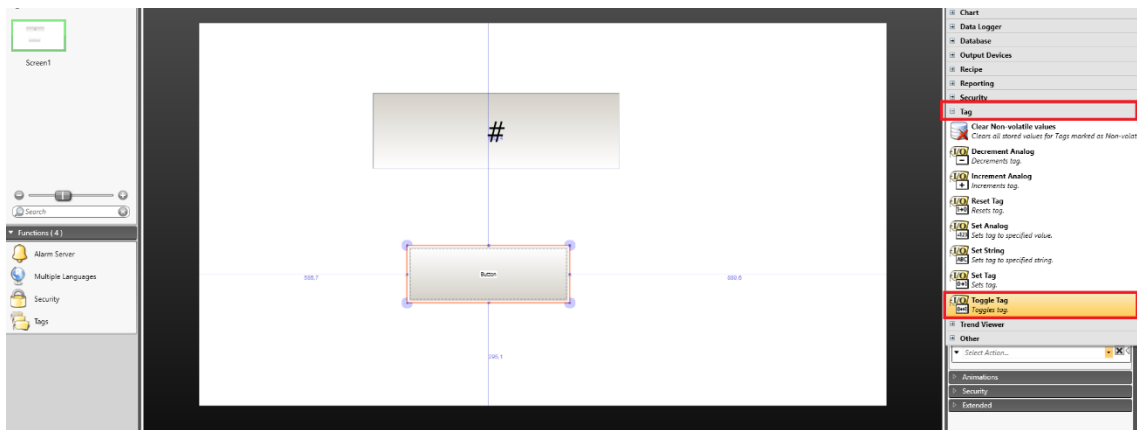 Screen1
Search
Functions ( 4 )
Alarm Server
Multiple Languages
Security
Tags
#
Button
395,1
Chart
Data Logger
Database
Output Devices
Recipe
Reporting
Security
Tag
Clear Non-volatile values
Clears all stored values for Tags marked as Non-volat
I/O Decrement Analog
Decrements tag.
I/O Increment Analog
Increments tag.
I/O Reset Tag
Resets tag.
I/O Set Analog
Sets tag to specified value.
I/O Set String
ABC Sets tag to specified string.
I/O Set Tag
Sets tag.
I/O Toggle Tag
Toggles tag.
Trend Viewer
Other
Select Action...
Animations
Security
Extended